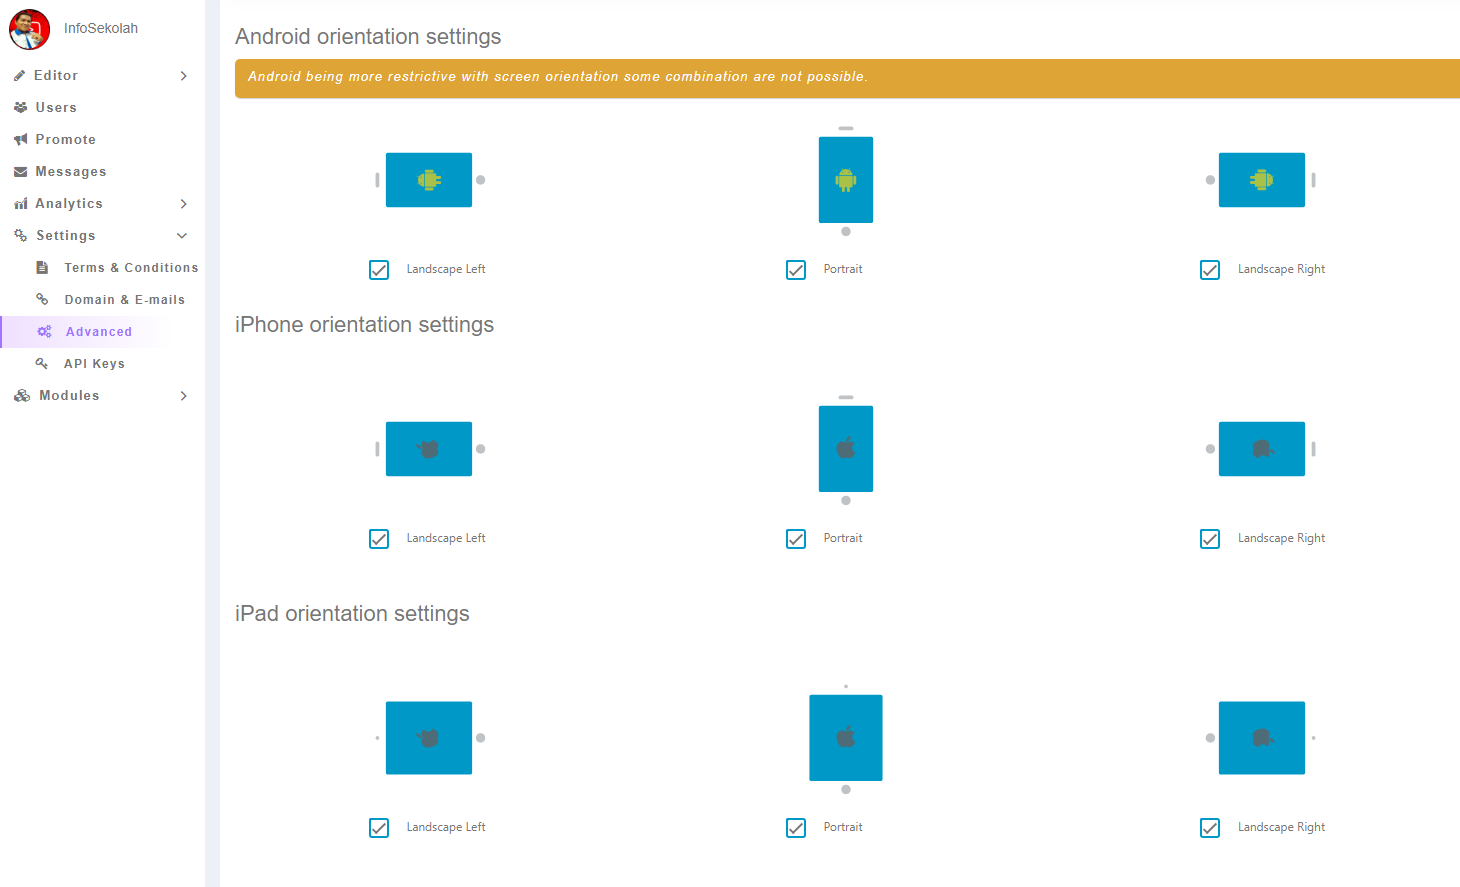 InfoSekolah
Editor
Users
Promote
Messages
Analytics
Settings
Terms & Conditions
Domain & E-mails
Advanced
API Keys
Modules
Android orientation settings
Android being more restrictive with screen orientation some combination are not possible.
Landscape Left
Portrait
Landscape Right
iPhone orientation settings
Landscape Left
Portrait
Landscape Right
iPad orientation settings
Landscape Left
Portrait
Landscape Right